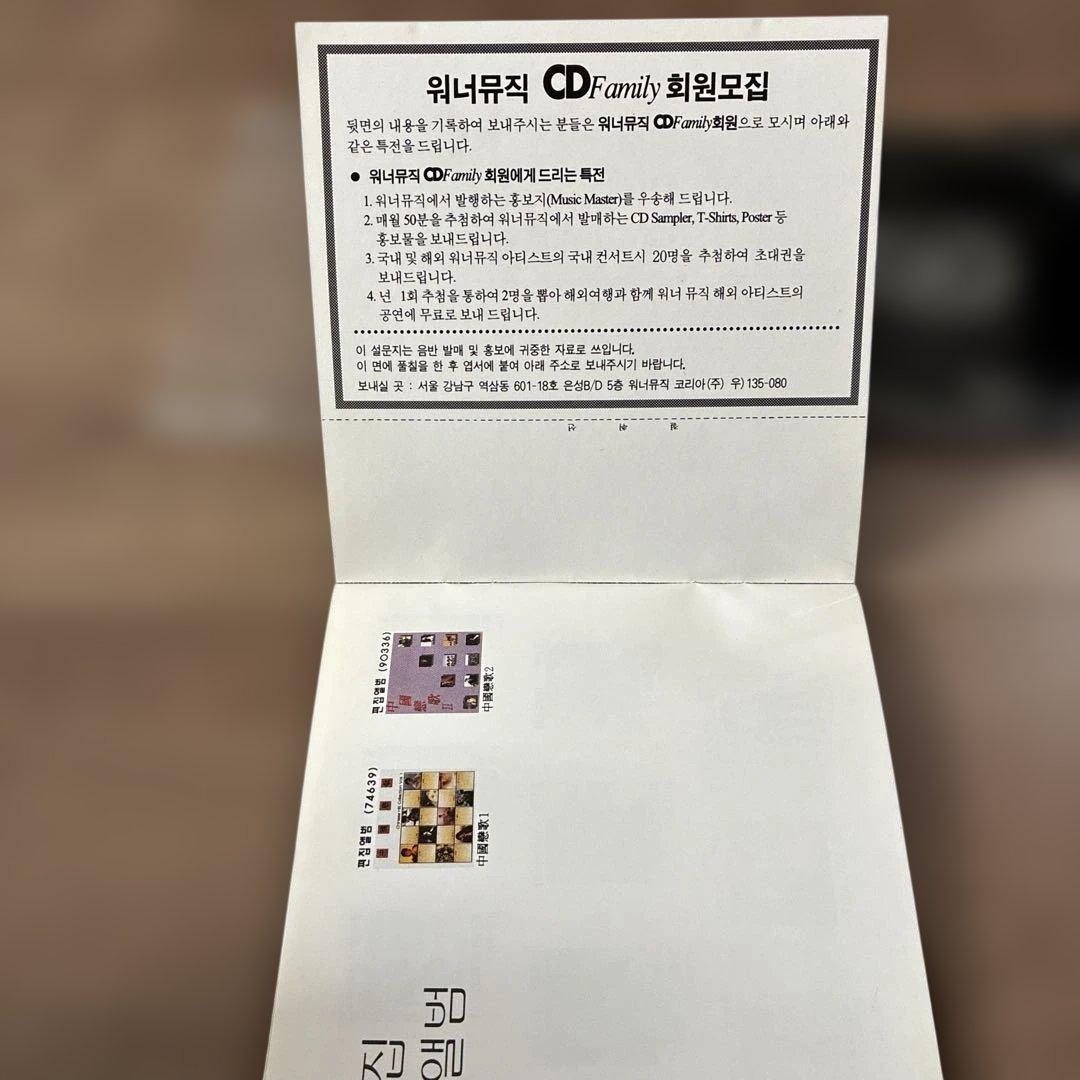 워너뮤직 CDFamily 회원모집
뒷면의 내용을 기록하여 보내주시는 분들은 워너뮤직 CDFamily회원으로 모시며 아래와
같은 특전을 드립니다.
● 워너뮤직 CDFamily 회원에게 드리는 특전
1. 워너뮤직에서 발행하는 홍보지(Music Master)를 우송해 드립니다.
2. 매월 50분을 추첨하여 워너뮤직에서 발매하는 CD Sampler, T-Shirts, Poster 등
홍보물을 보내드립니다.
3. 국내 및 해외 워너뮤직 아티스트의 국내 컨서트시 20명을 추첨하여 초대권을
보내드립니다.
4. 년 1회 추첨을 통하여 2명을 뽑아 해외여행과 함께 워너 뮤직 해외 아티스트의
공연에 무료로 보내 드립니다.
이 설문지는 음반 발매 및 홍보에 귀중한 자료로 쓰입니다.
이 면에 풀칠을 한 후 엽서에 붙여 아래 주소로 보내주시기 바랍니다.
보내실 곳 : 서울 강남구 역삼동 601-18호 은성B/D 5층 워너뮤직 코리아(주) 우)135-080
절 취 선
편집앨범 (90336)
中國戀歌 II
中國戀歌2
편집앨범 (74639)
中國戀歌1
집
앨범